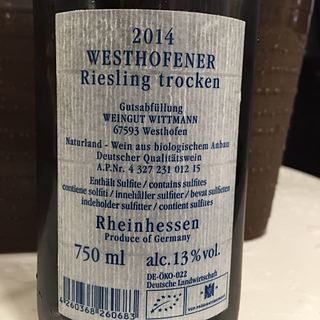 2014
WESTHOFENER
Riesling trocken
Gutsabfüllung
WEINGUT WITTMANN
67593 Westhofen
Naturland - Wein aus biologischem Anbau
Deutscher Qualitätswein
A.P.Nr. 4 327 231 012 15
Enthält Sulfite / contains sulfites
contiene solfiti / innehåller sulfiter / bevat sulfieten
indeholder sulfitter / contient sulfites
Rheinhessen
Produce of Germany
750 ml alc. 13% vol.
DE-ÖKO-022
Deutsche Landwirtschaft
4 260368 260683